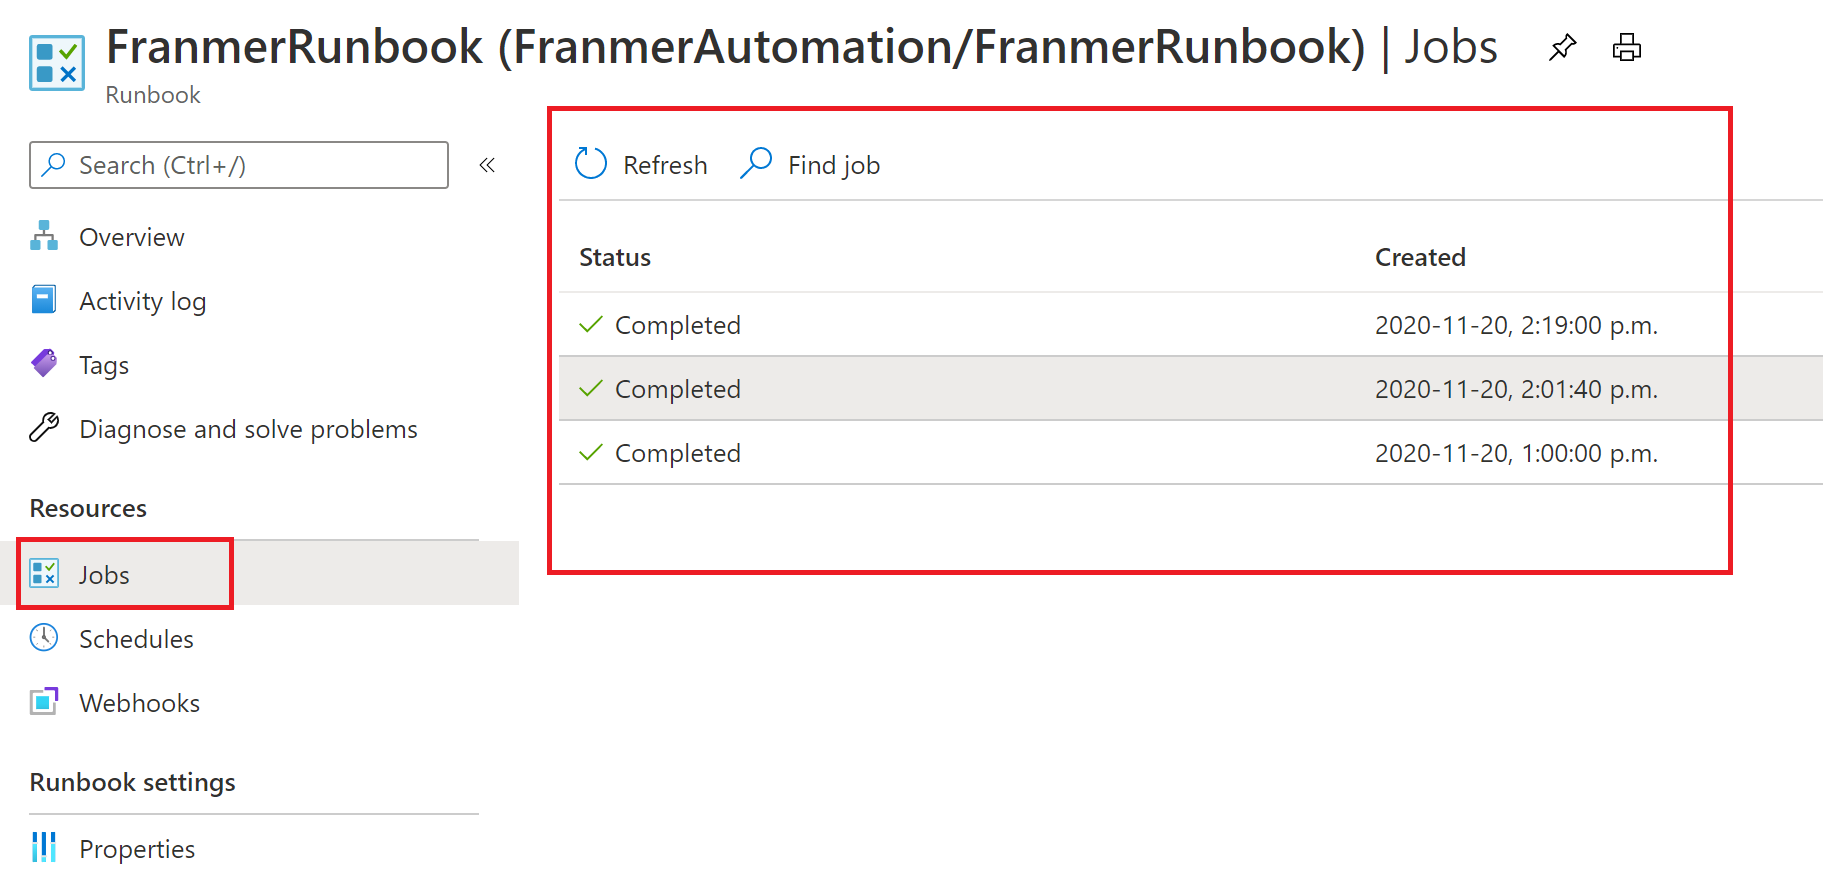 FranmerRunbook (FranmerAutomation/FranmerRunbook) | Jobs
Runbook
Search (Ctrl+/)
«
Overview
Activity log
Tags
Diagnose and solve problems
Resources
Jobs
Schedules
Webhooks
Runbook settings
Properties
Refresh Find job
Status Created
Completed 2020-11-20, 2:19:00 p.m.
Completed 2020-11-20, 2:01:40 p.m.
Completed 2020-11-20, 1:00:00 p.m.